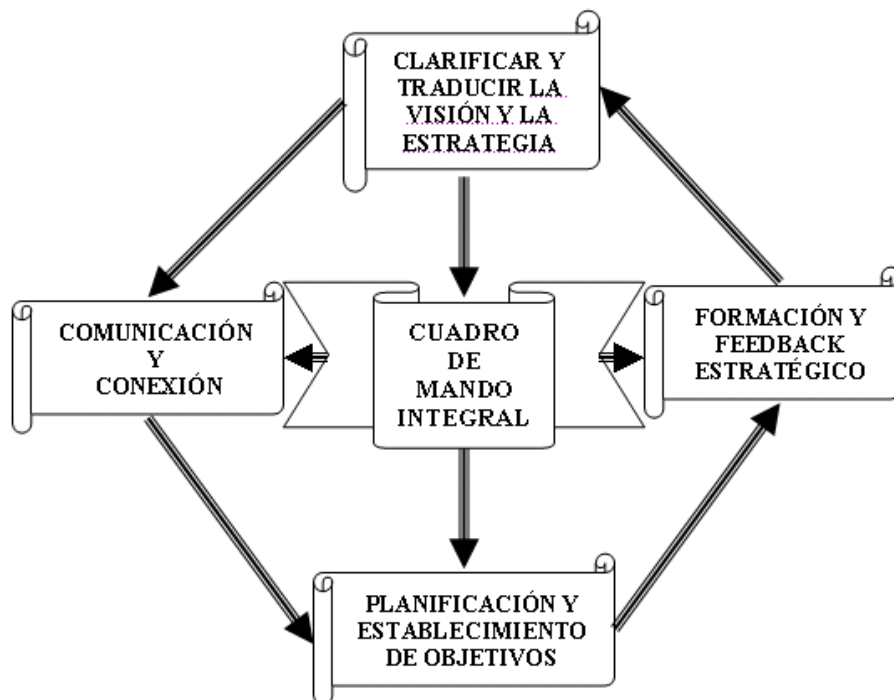 CLARIFICAR Y
TRADUCIR LA
VISIÓN Y LA
ESTRATEGIA
COMUNICACIÓN
Y
CONEXIÓN
CUADRO
DE
MANDO
INTEGRAL
FORMACIÓN Y
FEEDBACK
ESTRATÉGICO
PLANIFICACIÓN Y
ESTABLECIMIENTO
DE OBJETIVOS